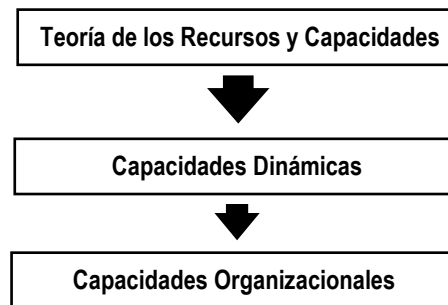 Teoría de los Recursos y Capacidades
Capacidades Dinámicas
Capacidades Organizacionales